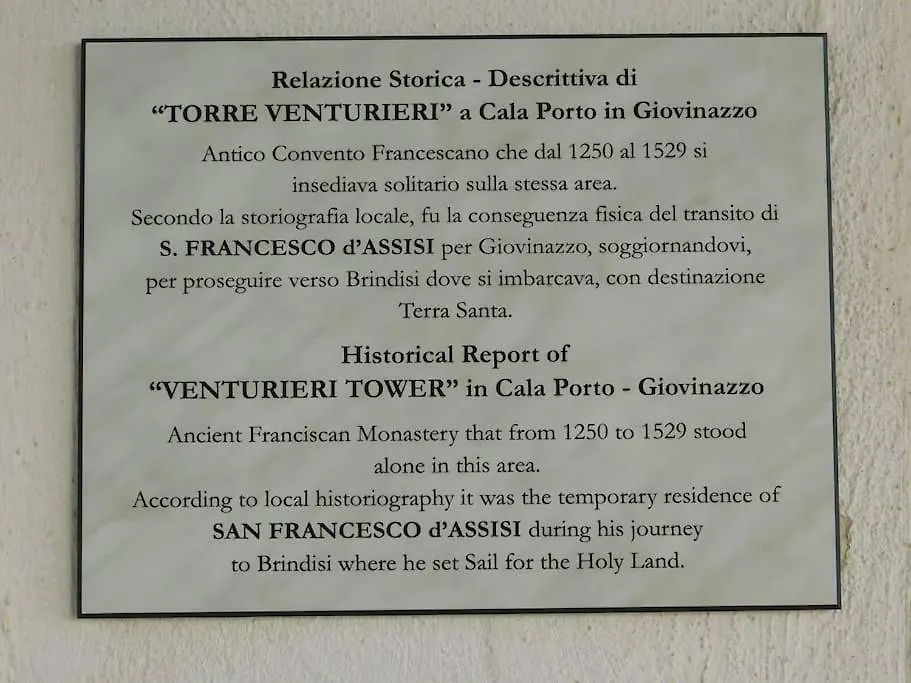 Relazione Storica - Descrittiva di
“TORRE VENTURIERI” a Cala Porto in Giovinazzo
Antico Convento Francescano che dal 1250 al 1529 si
insediava solitario sulla stessa area.
Secondo la storiografia locale, fu la conseguenza fisica del transito di
S. FRANCESCO d’ASSISI per Giovinazzo, soggiornandovi,
per proseguire verso Brindisi dove si imbarcava, con destinazione
Terra Santa.
Historical Report of
“VENTURIERI TOWER” in Cala Porto - Giovinazzo
Ancient Franciscan Monastery that from 1250 to 1529 stood
alone in this area.
According to local historiography it was the temporary residence of
SAN FRANCESCO d’ASSISI during his journey
to Brindisi where he set Sail for the Holy Land.